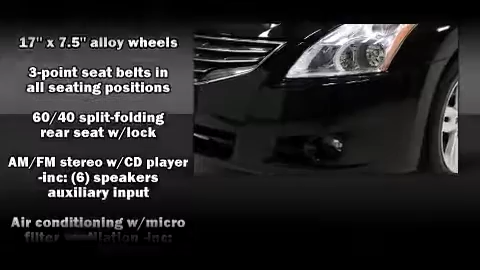 17" x 7.5" alloy wheels
3-point seat belts in
all seating positions
60/40 split-folding
rear seat w/lock
AM/FM stereo w/CD player
-inc: (6) speakers
auxiliary input
Air conditioning w/micro
filter -inc: